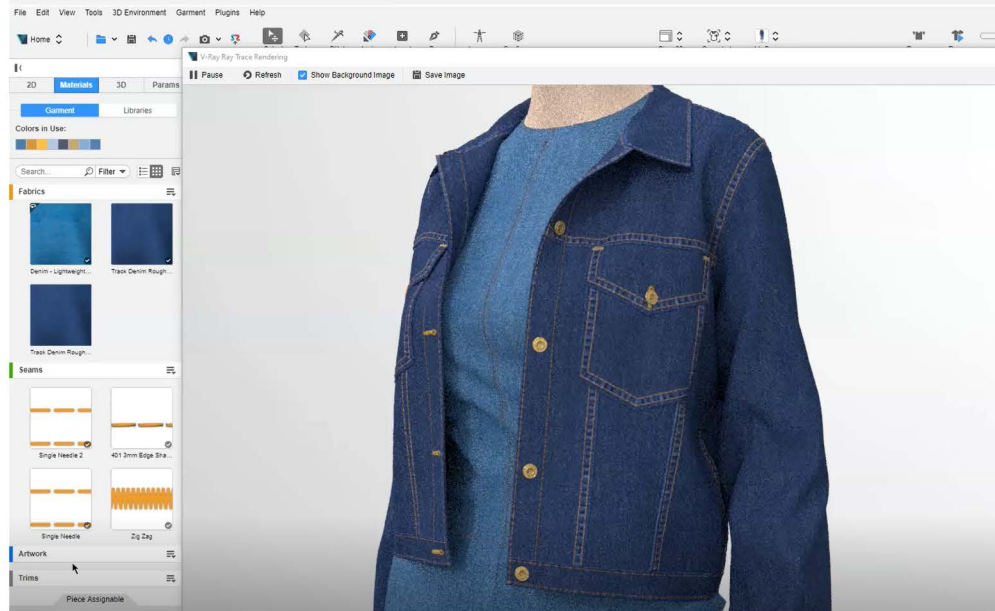 File Edit View Tools 3D Environment Garment Plugins Help
Home
V-Ray Ray Trace Rendering
Pause Refresh Show Background Image Save Image
2D Materials 3D Params
Garment Libraries
Colors in Use:
Search... Filter
Fabrics
Denim - Lightweight... Track Denim Rough...
Track Denim Rough...
Seams
Single Needle 2 401 3mm Edge Sha...
Single Needle Zig Zag
Artwork
Trims
Piece Assignable